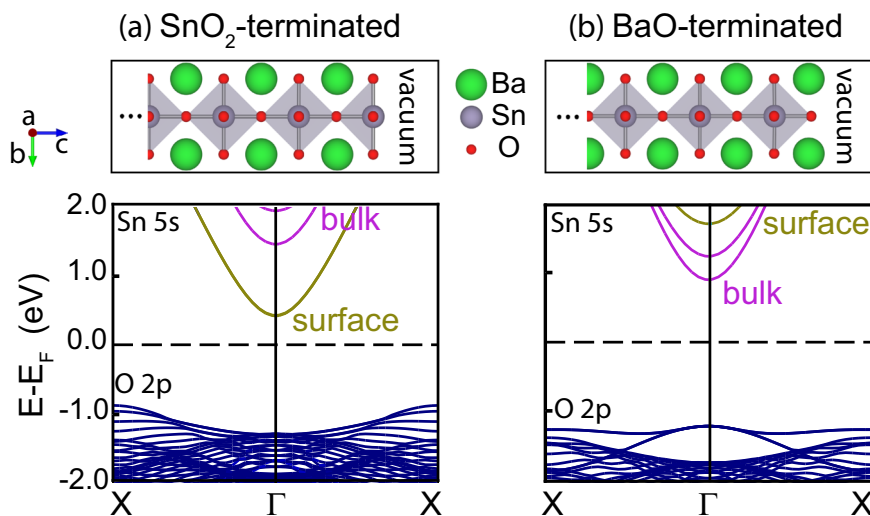 (a) SnO₂-terminated
(b) BaO-terminated
a
b
c
...
vacuum
Ba
Sn
O
...
vacuum
E-E_F (eV)
2.0
1.0
0.0
-1.0
-2.0
Sn 5s
bulk
surface
O 2p
X
Γ
X
Sn 5s
surface
bulk
O 2p
X
Γ
X